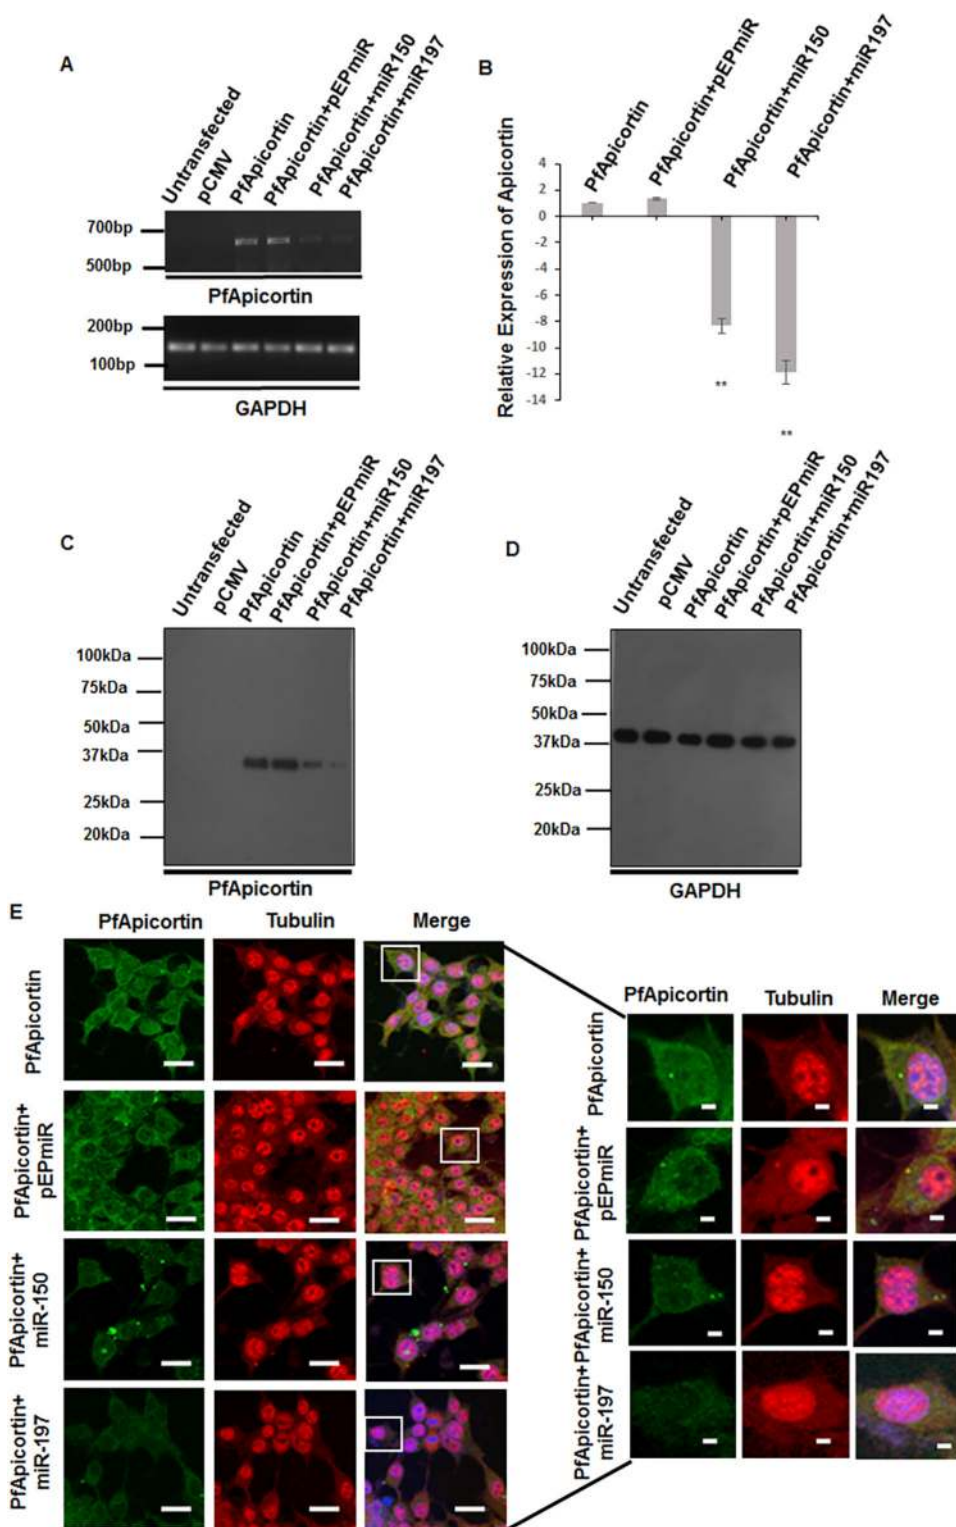 A
Untransfected
pCMV
PfApicortin
PfApicortin+pEPmiR
PfApicortin+miR150
PfApicortin+miR197
700bp
500bp
PfApicortin
200bp
100bp
GAPDH
B
PfApicortin
PfApicortin+pEPmiR
PfApicortin+miR150
PfApicortin+miR197
Relative Expression of Apicortin
4
2
0
-2
-4
-6
-8
-10
-12
-14
**
**
C
Untransfected
pCMV
PfApicortin
PfApicortin+pEPmiR
PfApicortin+miR150
PfApicortin+miR197
100kDa
75kDa
50kDa
37kDa
25kDa
20kDa
PfApicortin
D
Untransfected
pCMV
PfApicortin
PfApicortin+pEPmiR
PfApicortin+miR150
PfApicortin+miR197
100kDa
75kDa
50kDa
37kDa
25kDa
20kDa
GAPDH
E
PfApicortin
Tubulin
Merge
PfApicortin
PfApicortin+
pEPmiR
PfApicortin+
miR-150
PfApicortin+
miR-197
PfApicortin
Tubulin
Merge
PfApicortin
PfApicortin+
pEPmiR
PfApicortin+
miR-150
PfApicortin+
miR-197